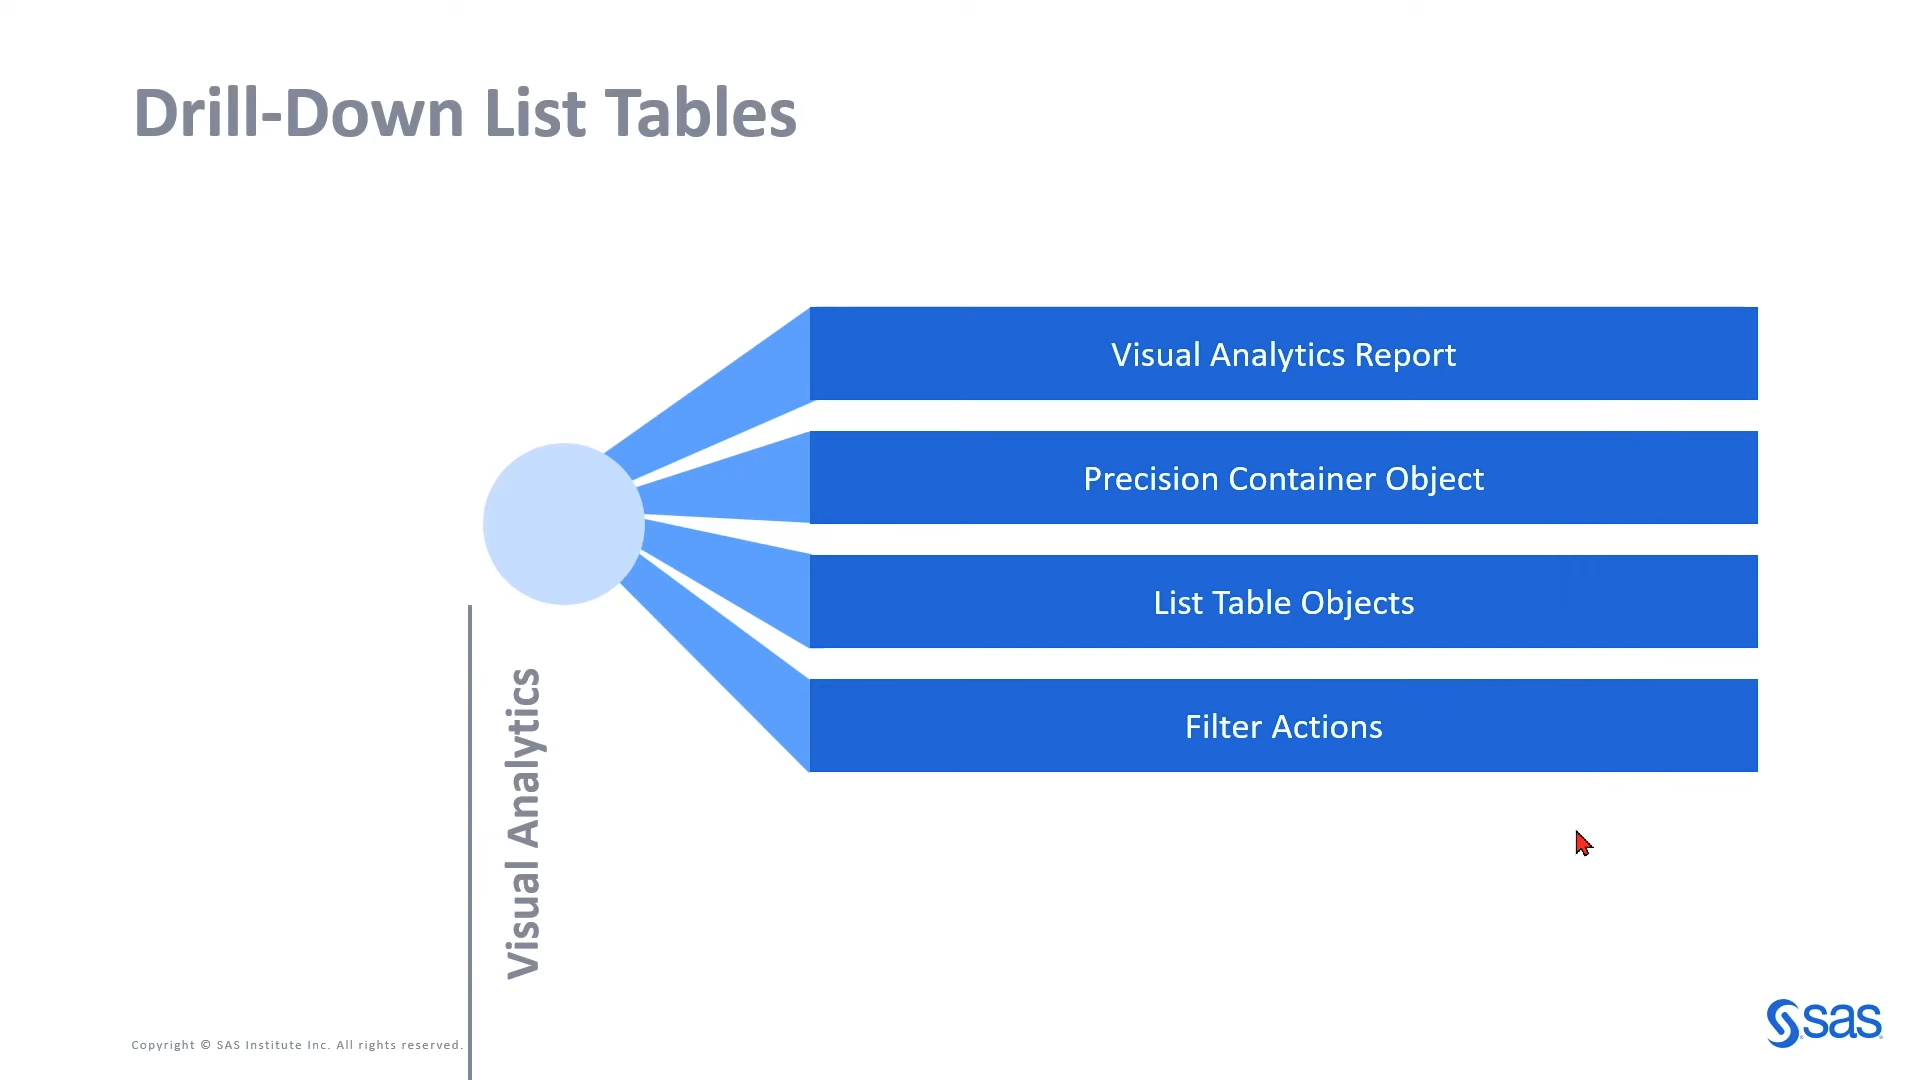 Drill-Down List Tables
Visual Analytics Report
Precision Container Object
List Table Objects
Filter Actions
Visual Analytics
Copyright © SAS Institute Inc. All rights reserved.
sas